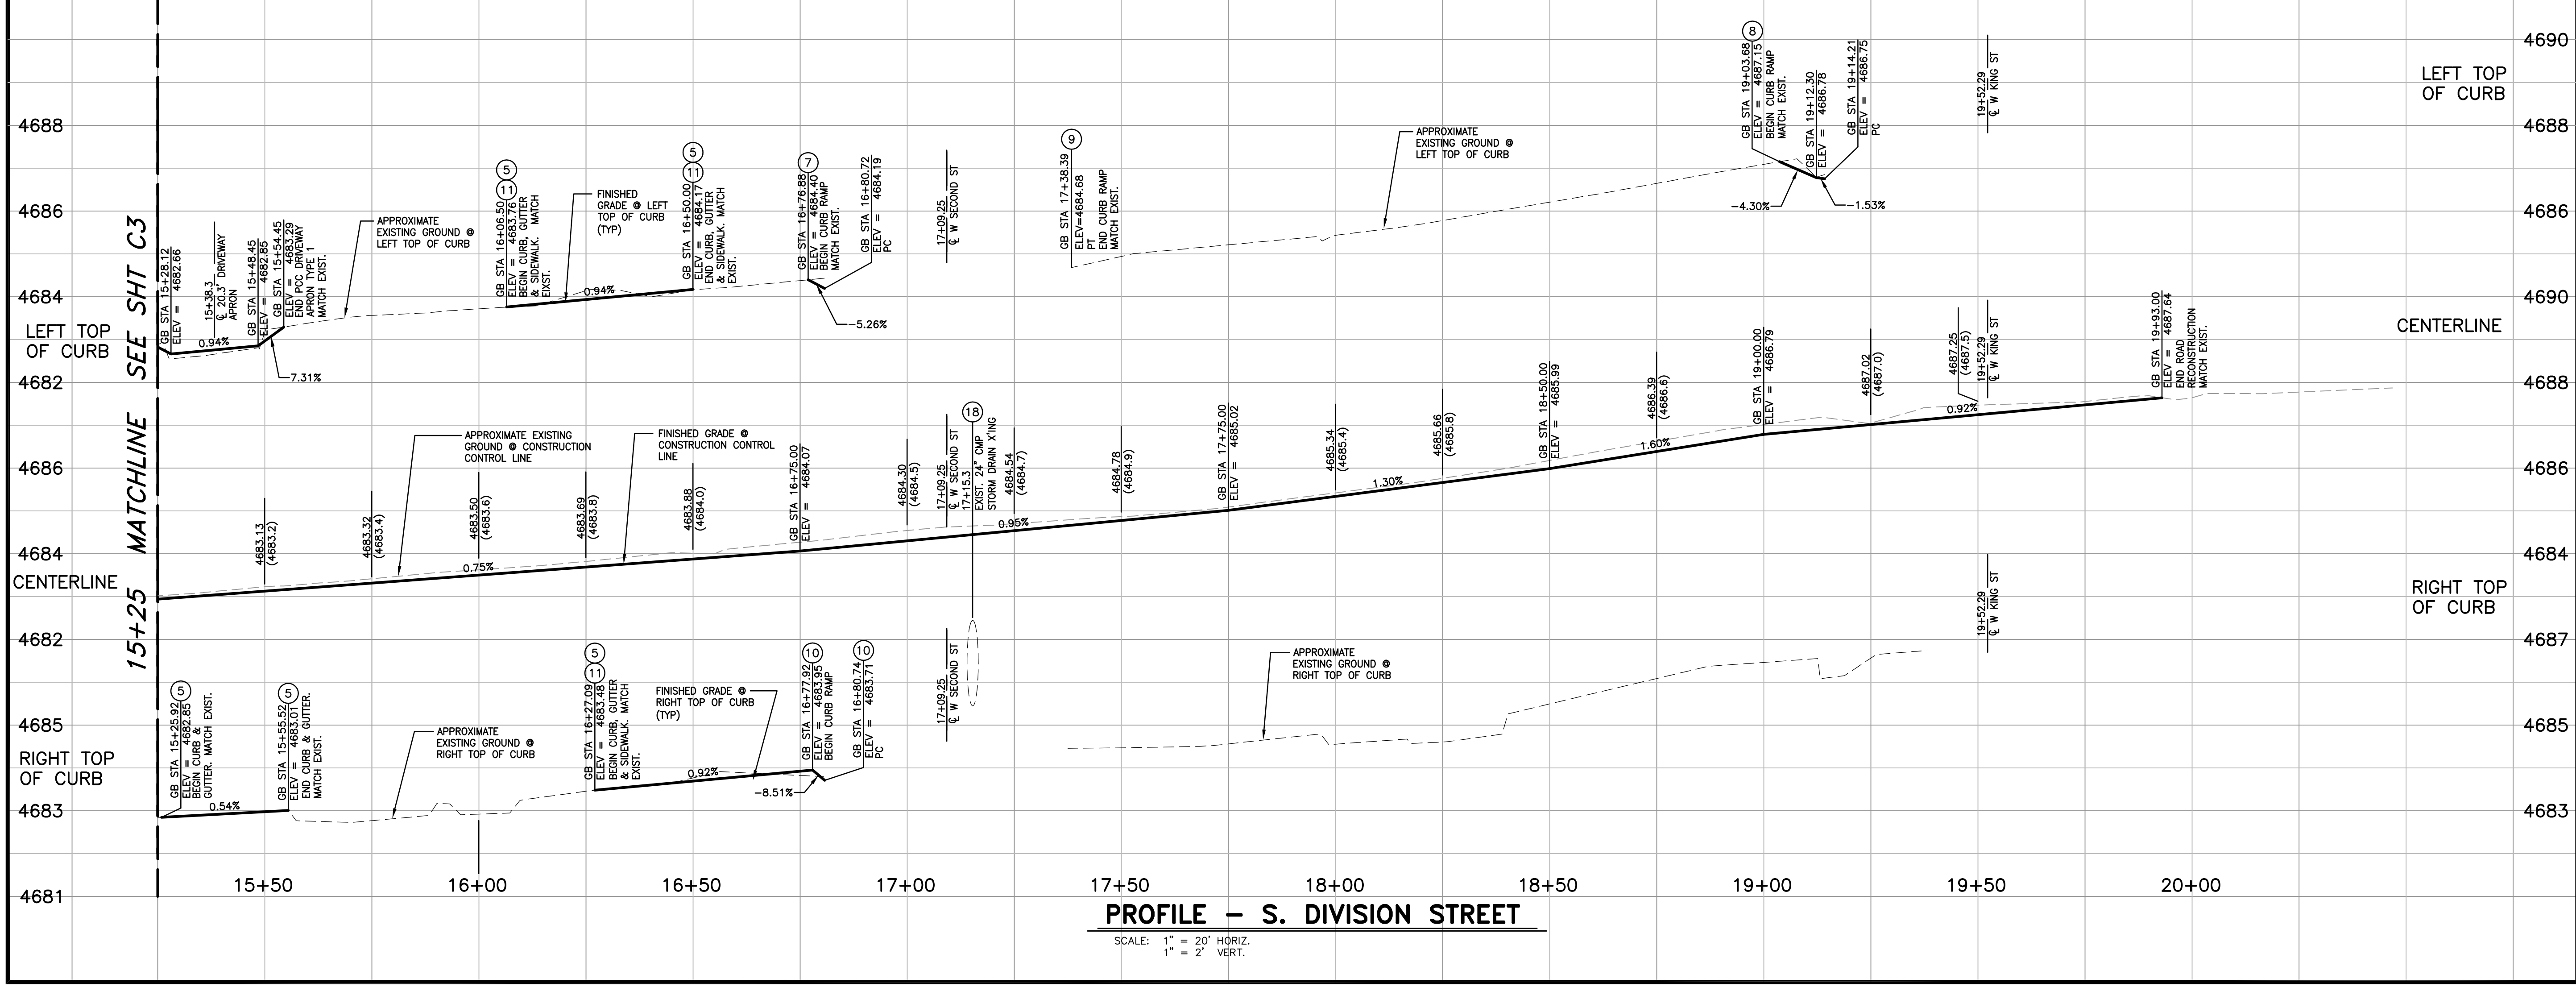 4690
4690
LEFT TOP
OF CURB
LEFT TOP
OF CURB
4688
4688
4686
4686
4684
4690
4682
4688
CENTERLINE
4686
4686
4684
4684
CENTERLINE
RIGHT TOP
OF CURB
4682
4687
4685
4685
RIGHT TOP
OF CURB
4683
4683
4681
15+25 MATCHLINE SEE SHT C3
GB STA 15+28.12
ELEV = 4682.66
15+38.3
℄ 20.3' DRIVEWAY
APRON
GB STA 15+48.45
ELEV = 4682.85
GB STA 15+54.45
ELEV = 4683.29
END PCC DRIVEWAY
APRON TYPE 1
MATCH EXIST.
0.94%
7.31%
APPROXIMATE
EXISTING GROUND @
LEFT TOP OF CURB
5
11
GB STA 16+06.50
ELEV = 4683.76
BEGIN CURB, GUTTER
& SIDEWALK. MATCH
EXIST.
FINISHED
GRADE @ LEFT
TOP OF CURB
(TYP)
0.94%
5
11
GB STA 16+50.00
ELEV = 4684.17
END CURB, GUTTER
& SIDEWALK. MATCH
EXIST.
7
GB STA 16+76.88
ELEV = 4684.40
BEGIN CURB RAMP
MATCH EXIST.
GB STA 16+80.72
ELEV = 4684.19
PC
-5.26%
17+09.25
℄ W SECOND ST
9
GB STA 17+38.39
ELEV=4684.68
PT
END CURB RAMP
MATCH EXIST.
APPROXIMATE
EXISTING GROUND @
LEFT TOP OF CURB
8
GB STA 19+03.68
ELEV = 4687.15
BEGIN CURB RAMP
MATCH EXIST.
GB STA 19+12.30
ELEV = 4686.78
GB STA 19+14.21
ELEV = 4686.75
PC
-4.30%
-1.53%
19+52.29
℄ W KING ST
APPROXIMATE EXISTING
GROUND @ CONSTRUCTION
CONTROL LINE
FINISHED GRADE @
CONSTRUCTION CONTROL
LINE
4683.13
(4683.2)
4683.32
(4683.4)
4683.50
(4683.6)
0.75%
4683.69
(4683.8)
4683.88
(4684.0)
GB STA 16+75.00
ELEV = 4684.07
4684.30
(4684.5)
17+09.25
℄ W SECOND ST
18
17+15.3
EXIST. 24" CMP
STORM DRAIN X'ING
4684.54
(4684.7)
0.95%
4684.78
(4684.9)
GB STA 17+75.00
ELEV = 4685.02
4685.34
(4685.4)
1.30%
4685.66
(4685.8)
GB STA 18+50.00
ELEV = 4685.99
4686.39
(4686.6)
1.60%
GB STA 19+00.00
ELEV = 4686.79
4687.02
(4687.0)
4687.25
(4687.5)
19+52.29
℄ W KING ST
0.92%
GB STA 19+93.00
ELEV = 4687.64
END ROAD
RECONSTRUCTION
MATCH EXIST.
5
GB STA 15+25.92
ELEV = 4682.85
BEGIN CURB &
GUTTER. MATCH EXIST.
0.54%
5
GB STA 15+55.52
ELEV = 4683.01
END CURB & GUTTER.
MATCH EXIST.
APPROXIMATE
EXISTING GROUND @
RIGHT TOP OF CURB
5
11
GB STA 16+27.09
ELEV = 4683.48
BEGIN CURB, GUTTER
& SIDEWALK. MATCH
EXIST.
FINISHED GRADE @
RIGHT TOP OF CURB
(TYP)
0.92%
10
GB STA 16+77.92
ELEV = 4683.95
BEGIN CURB RAMP
10
GB STA 16+80.74
ELEV = 4683.71
PC
-8.51%
17+09.25
℄ W SECOND ST
APPROXIMATE
EXISTING GROUND @
RIGHT TOP OF CURB
19+52.29
℄ W KING ST
15+50
16+00
16+50
17+00
17+50
18+00
18+50
19+00
19+50
20+00
PROFILE - S. DIVISION STREET
SCALE: 1" = 20' HORIZ.
1" = 2' VERT.